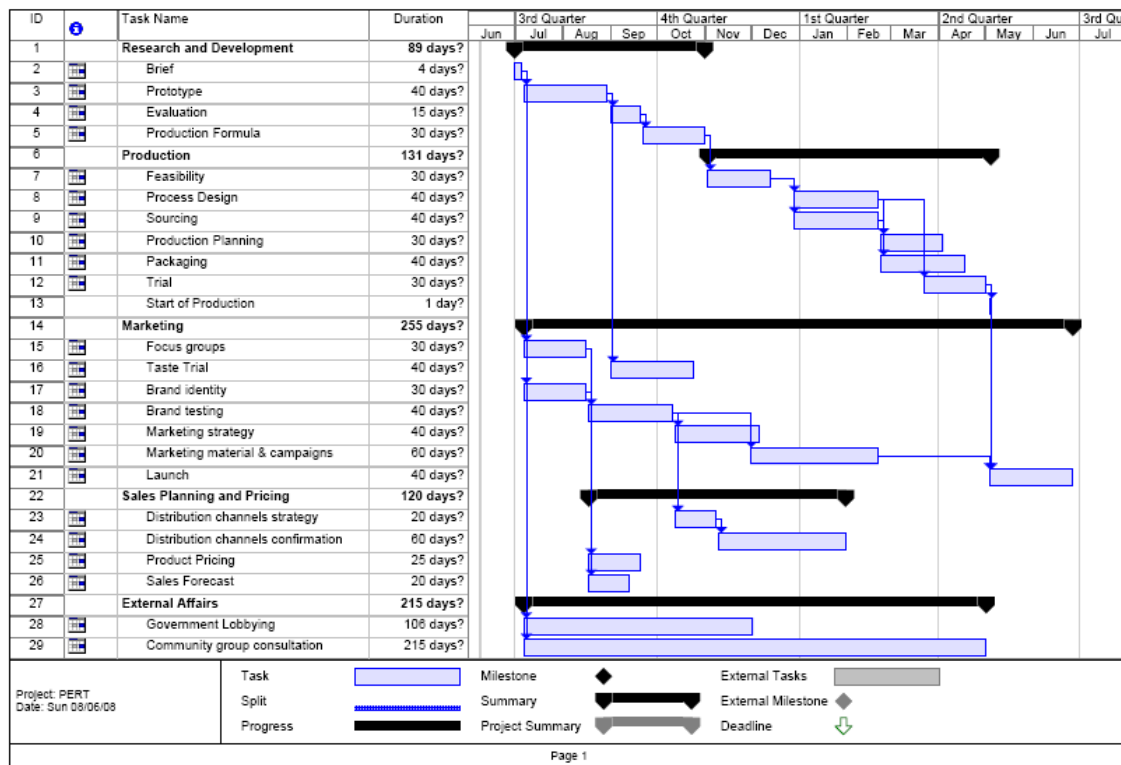 ID Task Name Duration 3rd Quarter 4th Quarter 1st Quarter 2nd Quarter 3rd Qu
Jun Jul Aug Sep Oct Nov Dec Jan Feb Mar Apr May Jun Jul
1 Research and Development 89 days?
2 Brief 4 days?
3 Prototype 40 days?
4 Evaluation 15 days?
5 Production Formula 30 days?
6 Production 131 days?
7 Feasibility 30 days?
8 Process Design 40 days?
9 Sourcing 40 days?
10 Production Planning 30 days?
11 Packaging 40 days?
12 Trial 30 days?
13 Start of Production 1 day?
14 Marketing 255 days?
15 Focus groups 30 days?
16 Taste Trial 40 days?
17 Brand identity 30 days?
18 Brand testing 40 days?
19 Marketing strategy 40 days?
20 Marketing material & campaigns 60 days?
21 Launch 40 days?
22 Sales Planning and Pricing 120 days?
23 Distribution channels strategy 20 days?
24 Distribution channels confirmation 60 days?
25 Product Pricing 25 days?
26 Sales Forecast 20 days?
27 External Affairs 215 days?
28 Government Lobbying 106 days?
29 Community group consultation 215 days?
Project: PERT
Date: Sun 08/06/08
Task Milestone External Tasks
Split Summary External Milestone
Progress Project Summary Deadline
Page 1